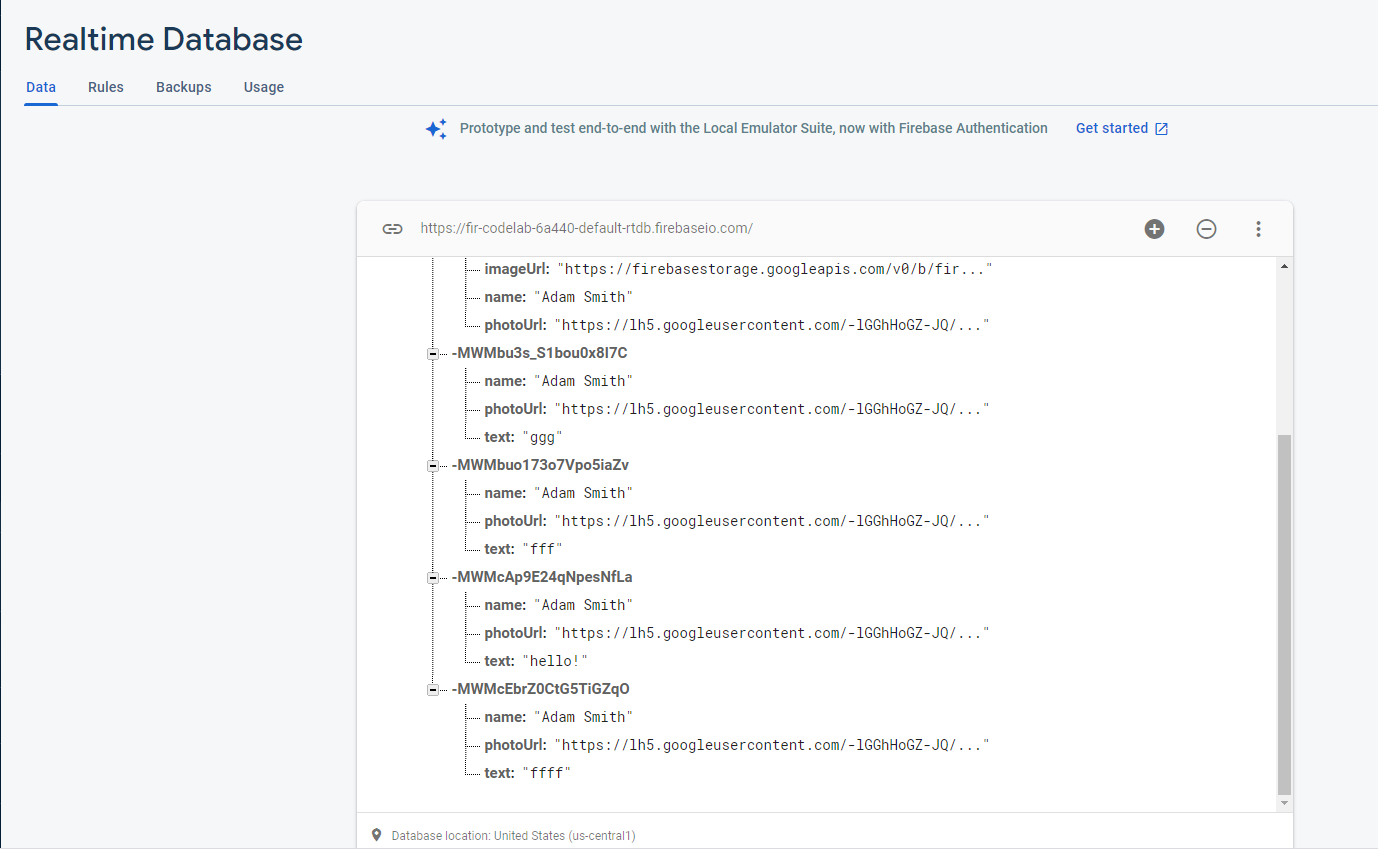 Realtime Database
Data Rules Backups Usage
Prototype and test end-to-end with the Local Emulator Suite, now with Firebase Authentication Get started
https://fir-codelab-6a440-default-rtdb.firebaseio.com/
imageUrl: "https://firebasestorage.googleapis.com/v0/b/fir..."
name: "Adam Smith"
photoUrl: "https://lh5.googleusercontent.com/-lGGhHoGZ-JQ/..."
-MWMbu3s_S1bou0x8I7C
name: "Adam Smith"
photoUrl: "https://lh5.googleusercontent.com/-lGGhHoGZ-JQ/..."
text: "ggg"
-MWMbuo173o7Vpo5iaZv
name: "Adam Smith"
photoUrl: "https://lh5.googleusercontent.com/-lGGhHoGZ-JQ/..."
text: "fff"
-MWMcAp9E24qNpesNfLa
name: "Adam Smith"
photoUrl: "https://lh5.googleusercontent.com/-lGGhHoGZ-JQ/..."
text: "hello!"
-MWMcEbrZ0CtG5TiGZqO
name: "Adam Smith"
photoUrl: "https://lh5.googleusercontent.com/-lGGhHoGZ-JQ/..."
text: "ffff"
Database location: United States (us-central1)